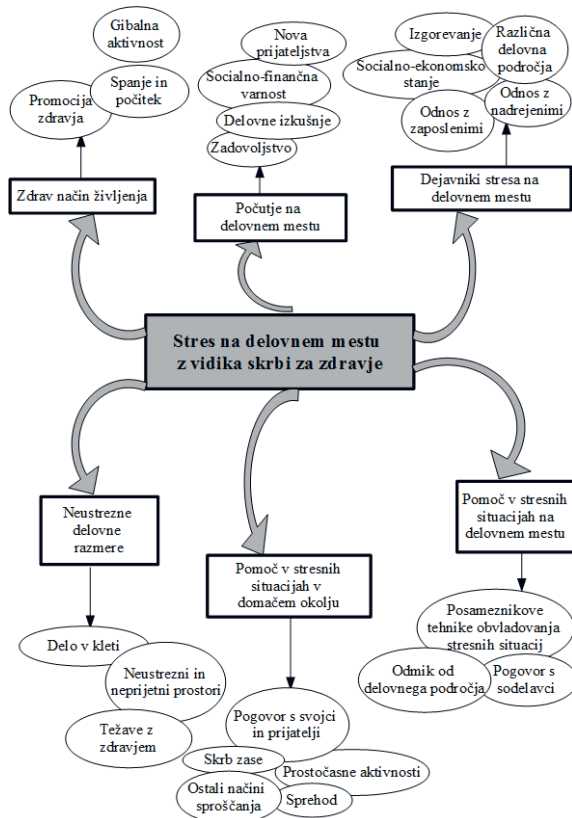 Gibalna
aktivnost
Spanje in
počitek
Promocija
zdravja
Zdrav način življenja
Nova
prijateljstva
Socialno-finančna
varnost
Delovne izkušnje
Zadovoljstvo
Počutje na
delovnem mestu
Izgorevanje
Različna
delovna
področja
Socialno-ekonomsko
stanje
Odnos z
nadrejenimi
Odnos z
zaposlenimi
Dejavniki stresa na
delovnem mestu
Stres na delovnem mestu
z vidika skrbi za zdravje
Neustrezne
delovne
razmere
Delo v kleti
Neustrezni in
neprijetni prostori
Težave z
zdravjem
Pomoč v stresnih
situacijah v
domačem okolju
Pogovor s svojci
in prijatelji
Skrb zase
Prostočasne aktivnosti
Ostali načini
sproščanja
Sprehod
Pomoč v stresnih
situacijah na
delovnem mestu
Posameznikove
tehnike obvladovanja
stresnih situacij
Odmik od
delovnega področja
Pogovor s
sodelavci